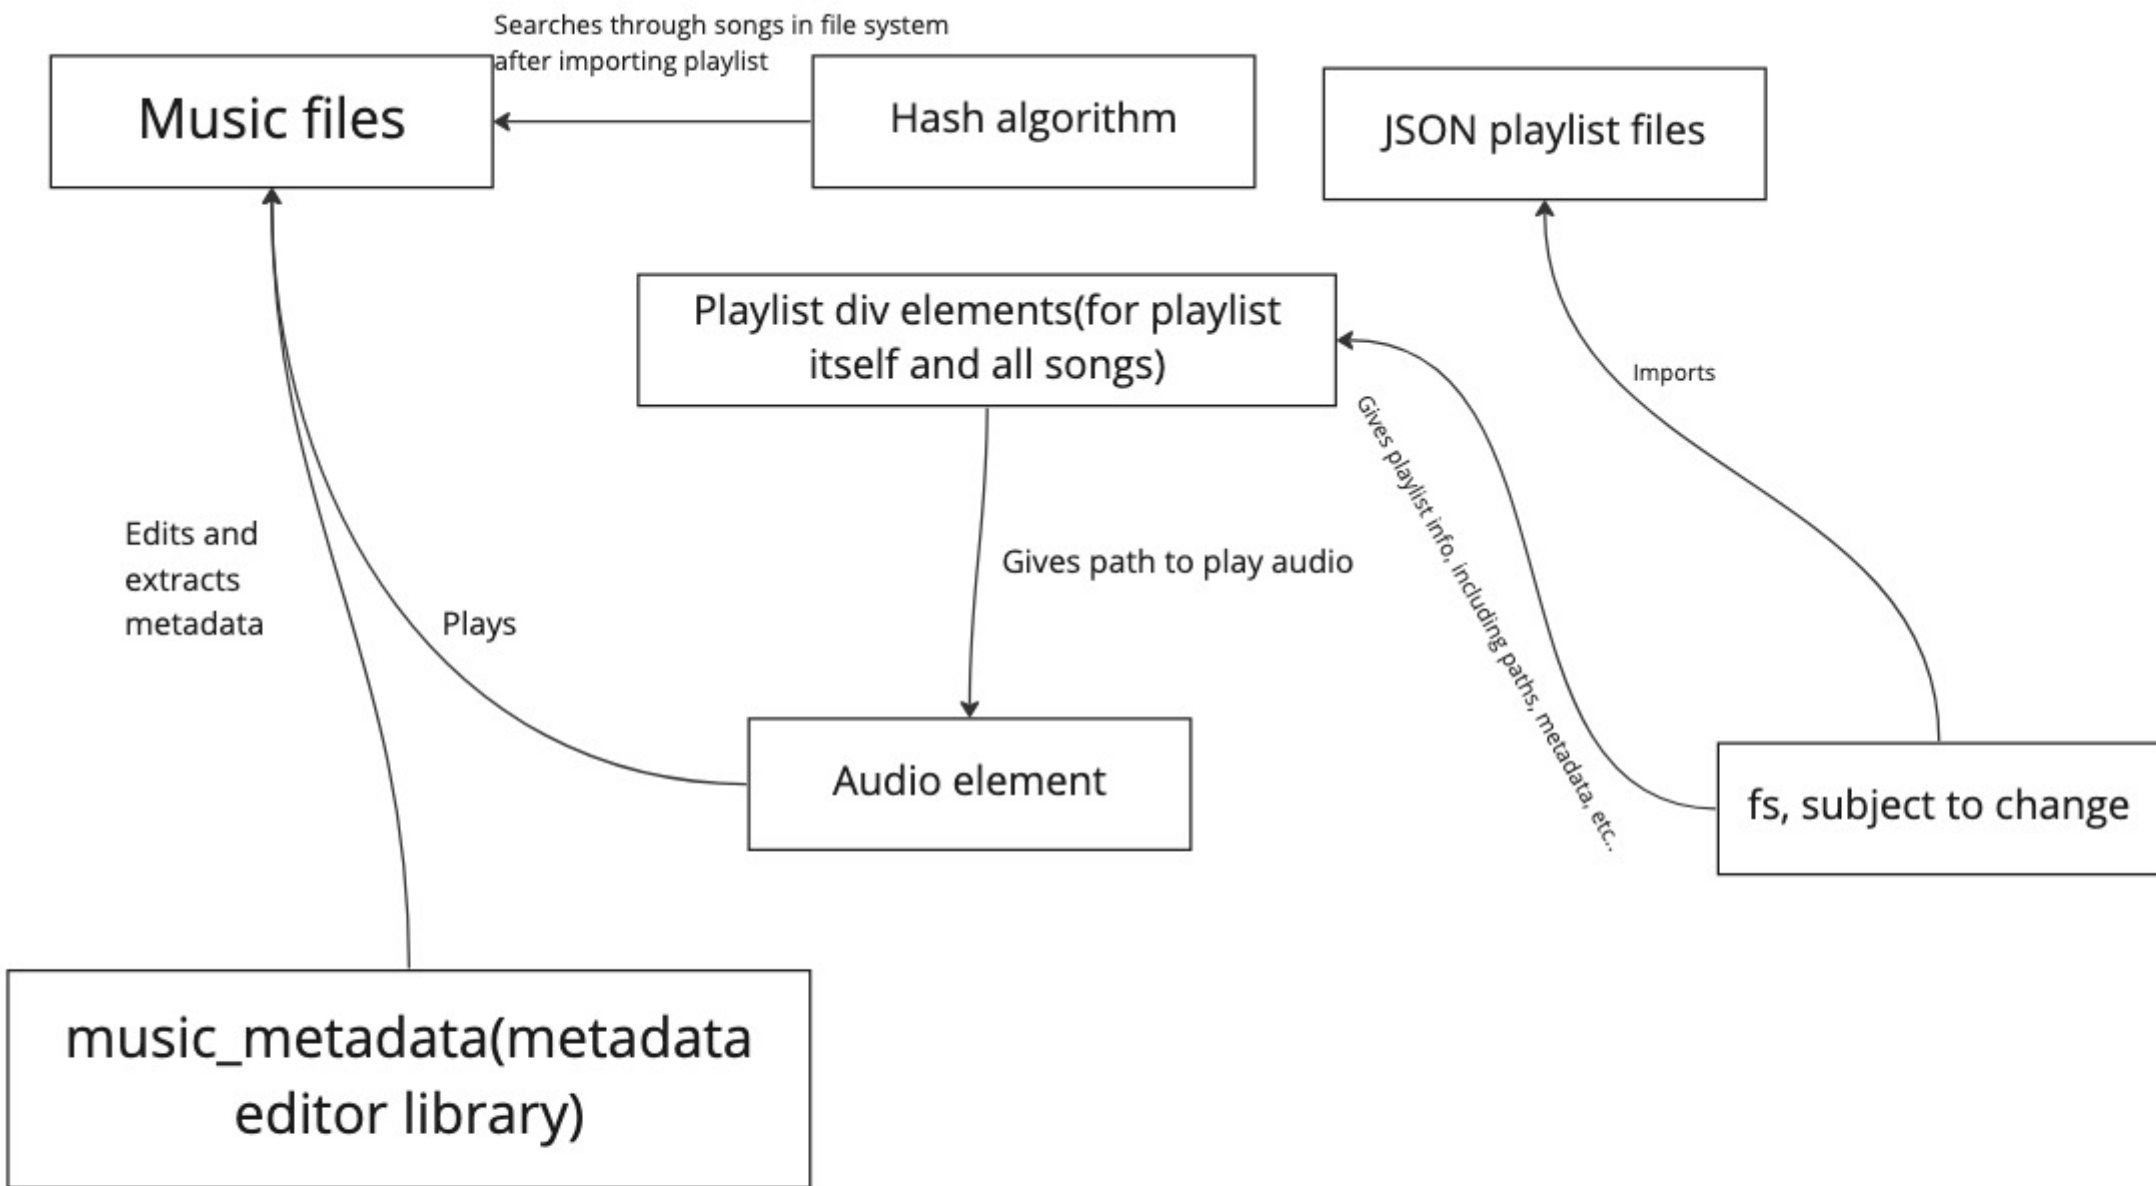 Searches through songs in file system
after importing playlist
Music files
Hash algorithm
JSON playlist files
Playlist div elements(for playlist
itself and all songs)
Imports
Gives playlist info, including paths, metadata, etc..
Edits and
extracts
metadata
Plays
Gives path to play audio
Audio element
fs, subject to change
music_metadata(metadata
editor library)